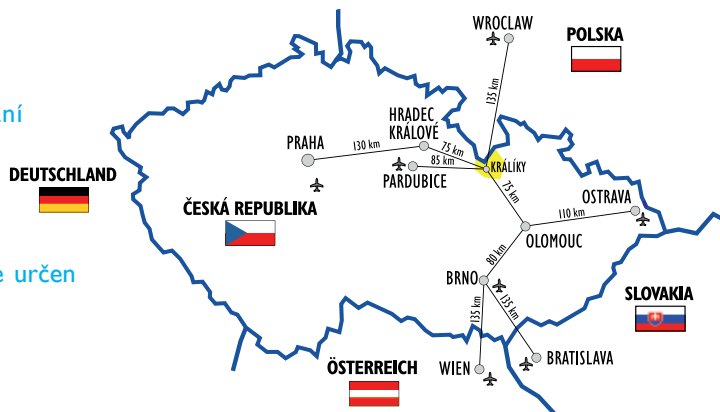 WROCLAW
POLSKA
135 km
ní
HRADEC
KRÁLOVÉ
PRAHA
130 km
75 km
85 km
KRÁLÍKY
DEUTSCHLAND
PARDUBICE
75 km
OSTRAVA
ČESKÁ REPUBLIKA
110 km
OLOMOUC
80 km
e určen
BRNO
SLOVAKIA
135 km
135 km
ÖSTERREICH
WIEN
BRATISLAVA